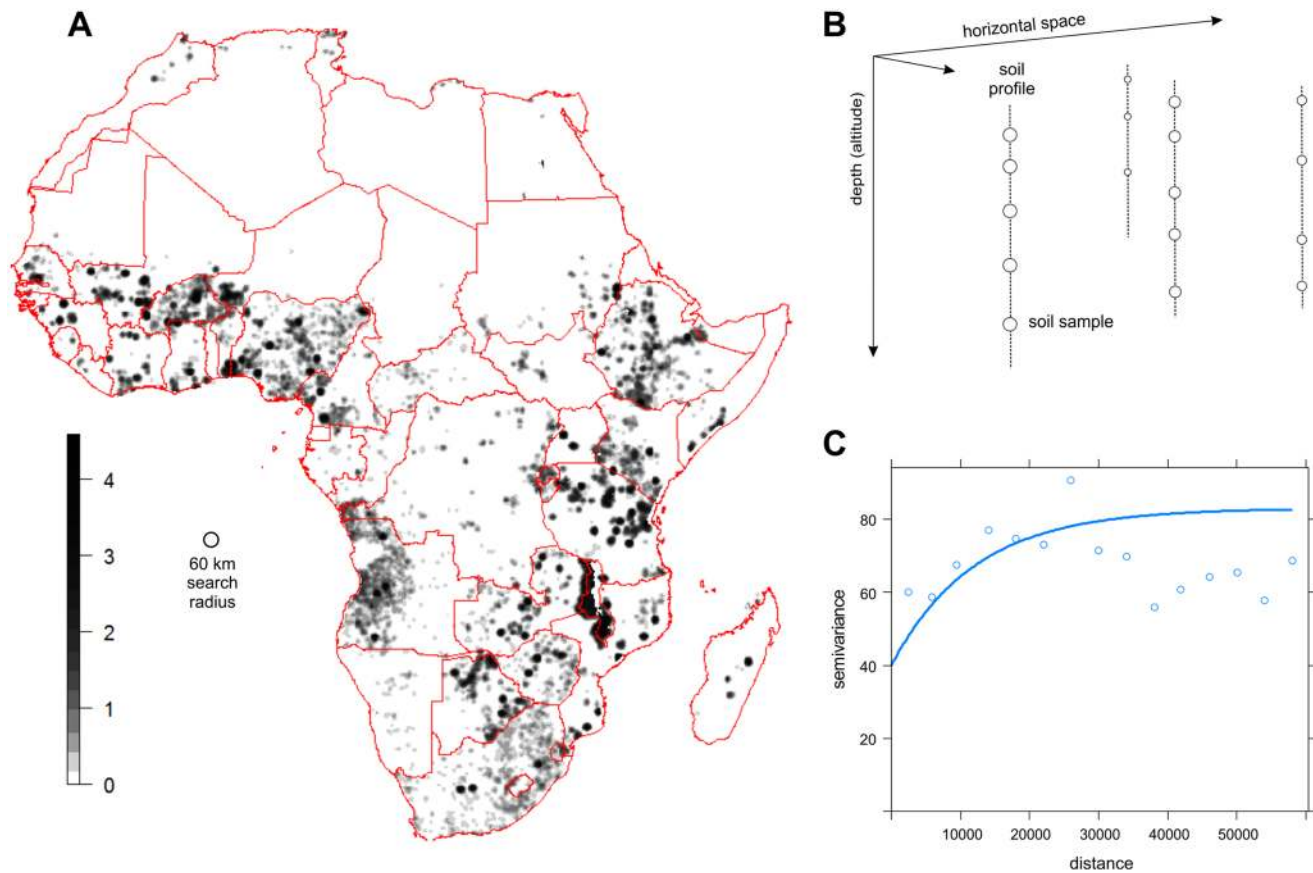 A
4
3
2
1
0
60 km
search
radius
B
horizontal space
depth (altitude)
soil
profile
soil sample
C
semivariance
80
60
40
20
10000 20000 30000 40000 50000
distance